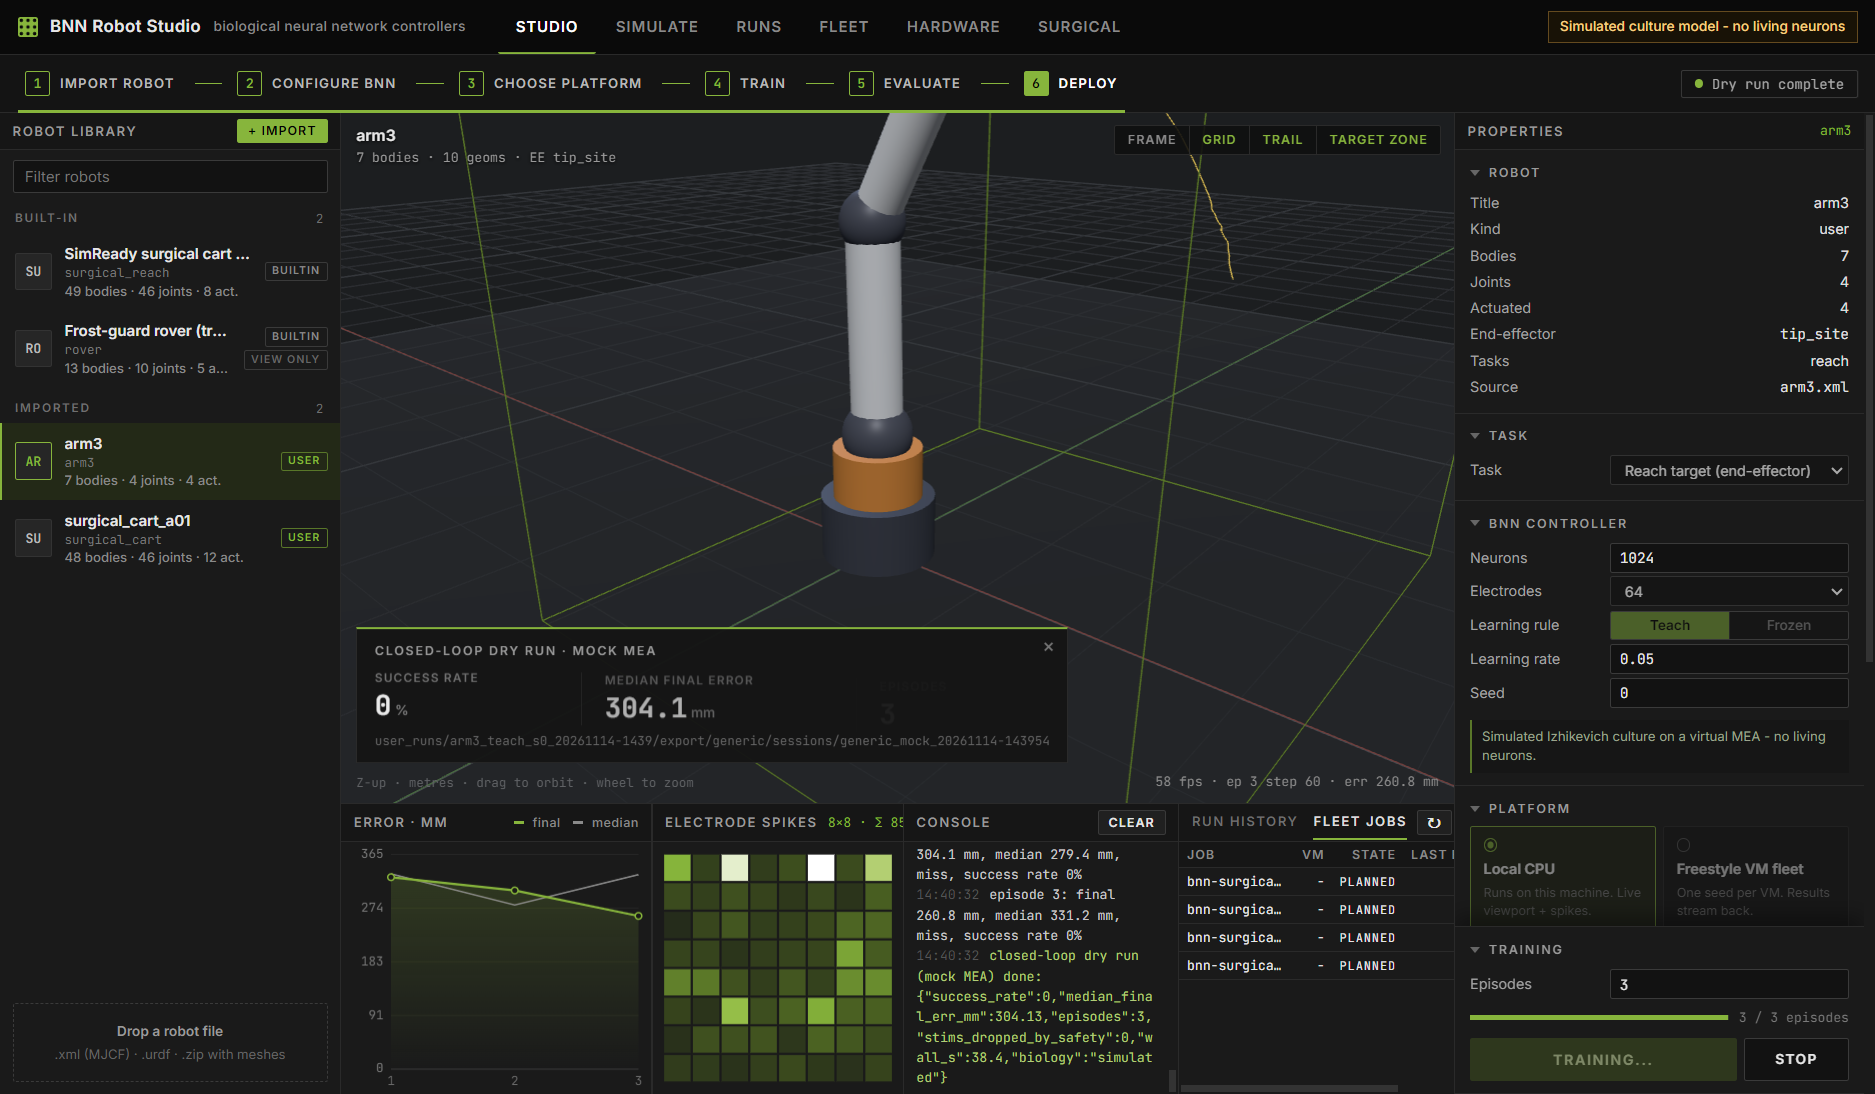 BNN Robot Studio biological neural network controllers
STUDIO SIMULATE RUNS FLEET HARDWARE SURGICAL
Simulated culture model - no living neurons
1 IMPORT ROBOT 2 CONFIGURE BNN 3 CHOOSE PLATFORM 4 TRAIN 5 EVALUATE 6 DEPLOY
Dry run complete
ROBOT LIBRARY + IMPORT
Filter robots
BUILT-IN 2
SU SimReady surgical cart ...
surgical_reach BUILTIN
49 bodies · 46 joints · 8 act.
RO Frost-guard rover (tr... BUILTIN
rover VIEW ONLY
13 bodies · 10 joints · 5 a...
IMPORTED 2
AR arm3
arm3 USER
7 bodies · 4 joints · 4 act.
SU surgical_cart_a01
surgical_cart USER
48 bodies · 46 joints · 12 act.
Drop a robot file
.xml (MJCF) · .urdf · .zip with meshes
arm3
7 bodies · 10 geoms · EE tip_site
FRAME GRID TRAIL TARGET ZONE
CLOSED-LOOP DRY RUN · MOCK MEA ×
SUCCESS RATE MEDIAN FINAL ERROR EPISODES
0 % 304.1 mm 3
user_runs/arm3_teach_s0_20261114-1439/export/generic/sessions/generic_mock_20261114-143954
Z-up · metres · drag to orbit · wheel to zoom
58 fps · ep 3 step 60 · err 260.8 mm
ERROR · MM final median
365
274
183
91
0
1 2 3
ELECTRODE SPIKES 8×8 · Σ 85
CONSOLE CLEAR
304.1 mm, median 279.4 mm,
miss, success rate 0%
14:40:32 episode 3: final
260.8 mm, median 331.2 mm,
miss, success rate 0%
14:40:32 closed-loop dry run
(mock MEA) done:
{"success_rate":0,"median_fina
l_err_mm":304.13,"episodes":3,
"stims_dropped_by_safety":0,"w
all_s":38.4,"biology":"simulat
ed"}
RUN HISTORY FLEET JOBS ↻
JOB VM STATE LAST
bnn-surgica… - PLANNED
bnn-surgica… - PLANNED
bnn-surgica… - PLANNED
bnn-surgica… - PLANNED
PROPERTIES arm3
ROBOT
Title arm3
Kind user
Bodies 7
Joints 4
Actuated 4
End-effector tip_site
Tasks reach
Source arm3.xml
TASK
Task Reach target (end-effector)
BNN CONTROLLER
Neurons 1024
Electrodes 64
Learning rule Teach Frozen
Learning rate 0.05
Seed 0
Simulated Izhikevich culture on a virtual MEA - no living
neurons.
PLATFORM
Local CPU Freestyle VM fleet
Runs on this machine. Live One seed per VM. Results
viewport + spikes. stream back.
TRAINING
Episodes 3
3 / 3 episodes
TRAINING... STOP